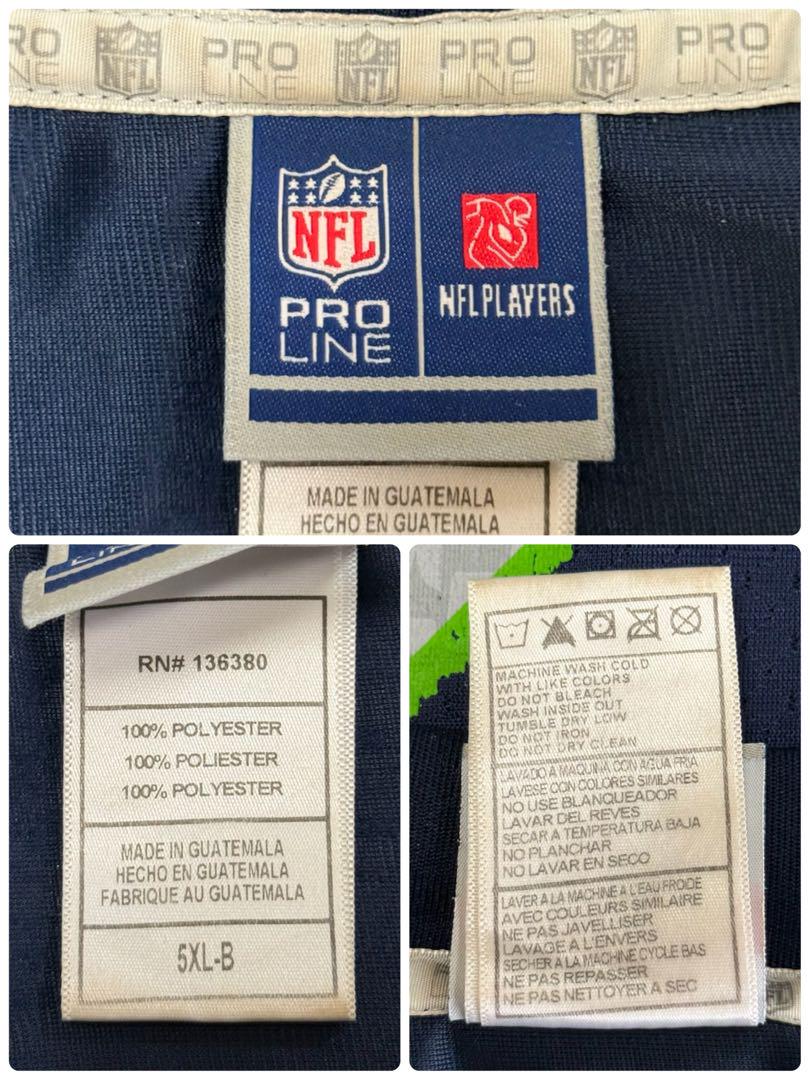 PRO LINE NFL PRO LINE NFL PRO LINE NFL PRO LINE
NFL
PRO
LINE
NFLPLAYERS
MADE IN GUATEMALA
HECHO EN GUATEMALA
RN# 136380
100% POLYESTER
100% POLIESTER
100% POLYESTER
MADE IN GUATEMALA
HECHO EN GUATEMALA
FABRIQUE AU GUATEMALA
5XL-B
MACHINE WASH COLD
WITH LIKE COLORS
DO NOT BLEACH
WASH INSIDE OUT
TUMBLE DRY LOW
DO NOT IRON
DO NOT DRY CLEAN
LAVADO A MAQUINA CON AGUA FRIA
LAVESE CON COLORES SIMILARES
NO USE BLANQUEADOR
LAVAR DEL REVES
SECAR A TEMPERATURA BAJA
NO PLANCHAR
NO LAVAR EN SECO
LAVER A LA MACHINE A L'EAU FROIDE
AVEC COULEURS SIMILAIRE
NE PAS JAVELLISER
LAVAGE A L'ENVERS
SECHER A LA MACHINE CYCLE BAS
NE PAS REPASSER
NE PAS NETTOYER A SEC